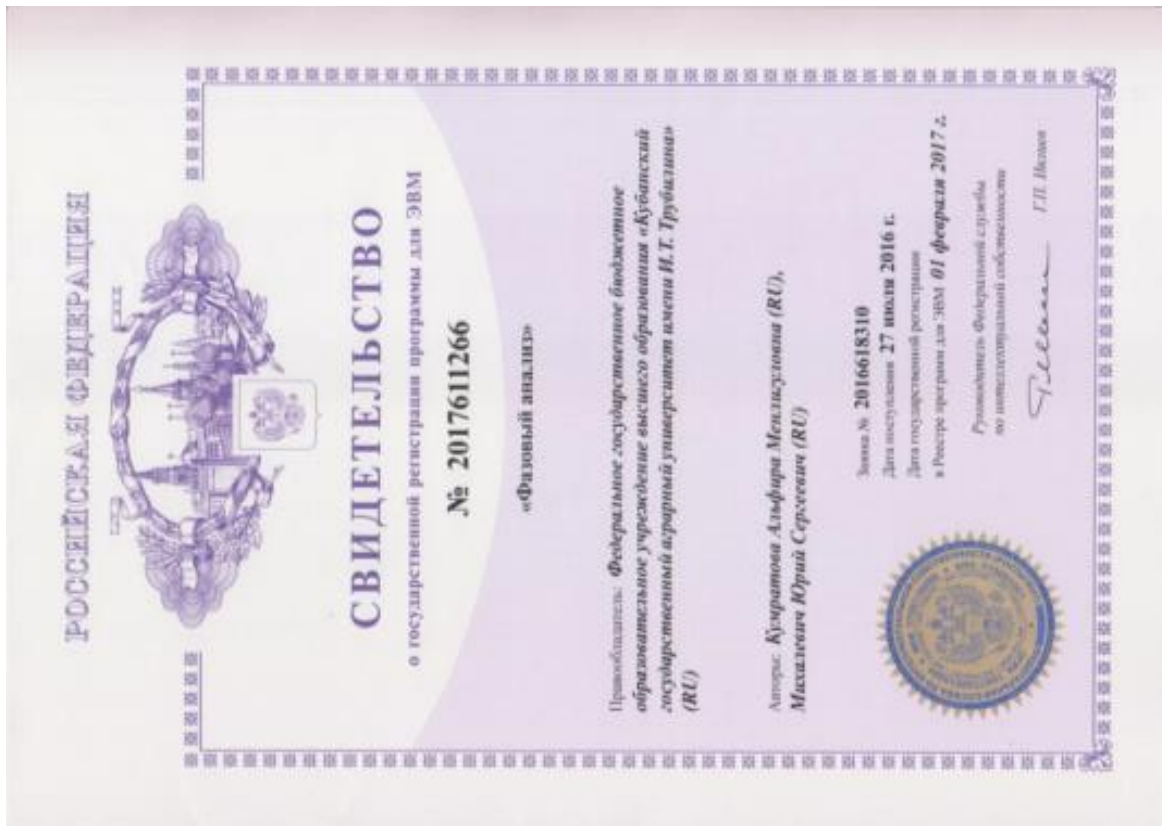 РОССИЙСКАЯ ФЕДЕРАЦИЯ
СВИДЕТЕЛЬСТВО
о государственной регистрации программы для ЭВМ
№ 2017611266
«Фазовый анализ»
Правообладатель: Федеральное государственное бюджетное
образовательное учреждение высшего образования «Кубанский
государственный аграрный университет имени И.Т. Трубилина»
(RU)
Авторы: Кумратова Альфира Менлигуловна (RU),
Михалевич Юрий Сергеевич (RU)
Заявка № 2016618310
Дата поступления 27 июля 2016 г.
Дата государственной регистрации
в Реестре программ для ЭВМ 01 февраля 2017 г.
Руководитель Федеральной службы
по интеллектуальной собственности
Г.П. Ивлиев